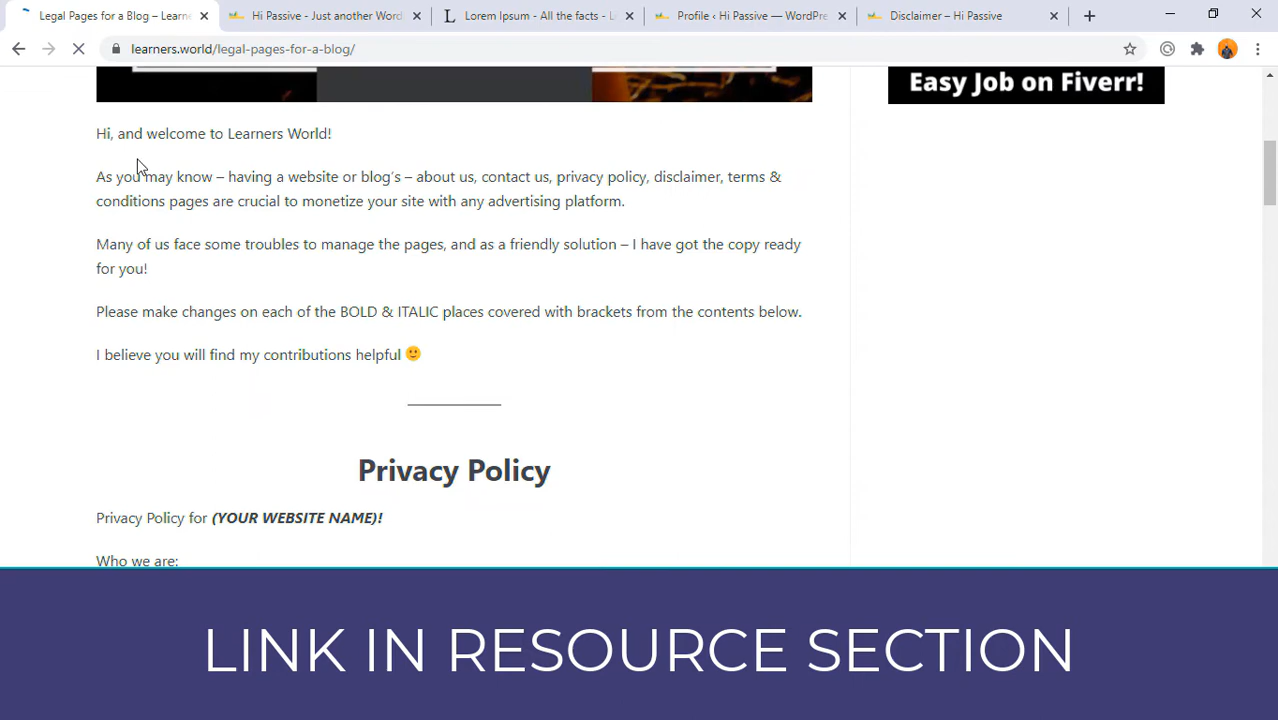 Legal Pages for a Blog – Learne
Hi Passive - Just another Word
Lorem Ipsum - All the facts - Li
Profile ‹ Hi Passive — WordPre
Disclaimer – Hi Passive
learners.world/legal-pages-for-a-blog/
Easy Job on Fiverr!
Hi, and welcome to Learners World!
As you may know – having a website or blog's – about us, contact us, privacy policy, disclaimer, terms &
conditions pages are crucial to monetize your site with any advertising platform.
Many of us face some troubles to manage the pages, and as a friendly solution – I have got the copy ready
for you!
Please make changes on each of the BOLD & ITALIC places covered with brackets from the contents below.
I believe you will find my contributions helpful 🙂
Privacy Policy
Privacy Policy for (YOUR WEBSITE NAME)!
Who we are:
LINK IN RESOURCE SECTION